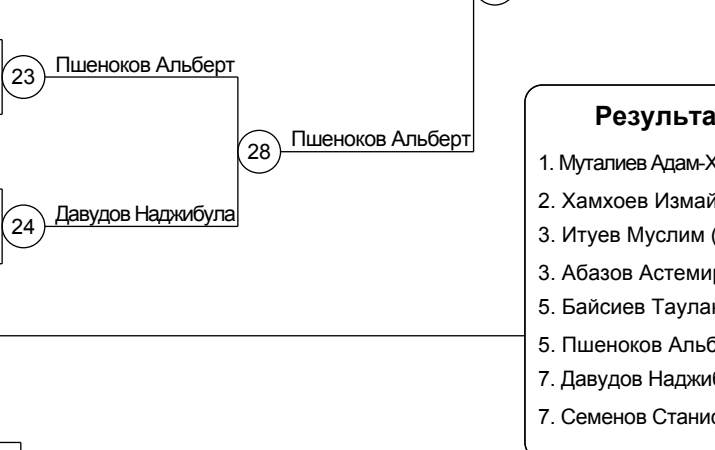 23
Пшеноков Альберт
28
Пшеноков Альберт
24
Давудов Наджибула
Результа
1. Муталиев Адам-Х
2. Хамхоев Измай
3. Итуев Муслим (
3. Абазов Астемир
5. Байсиев Таулан
5. Пшеноков Альб
7. Давудов Наджиб
7. Семенов Станис